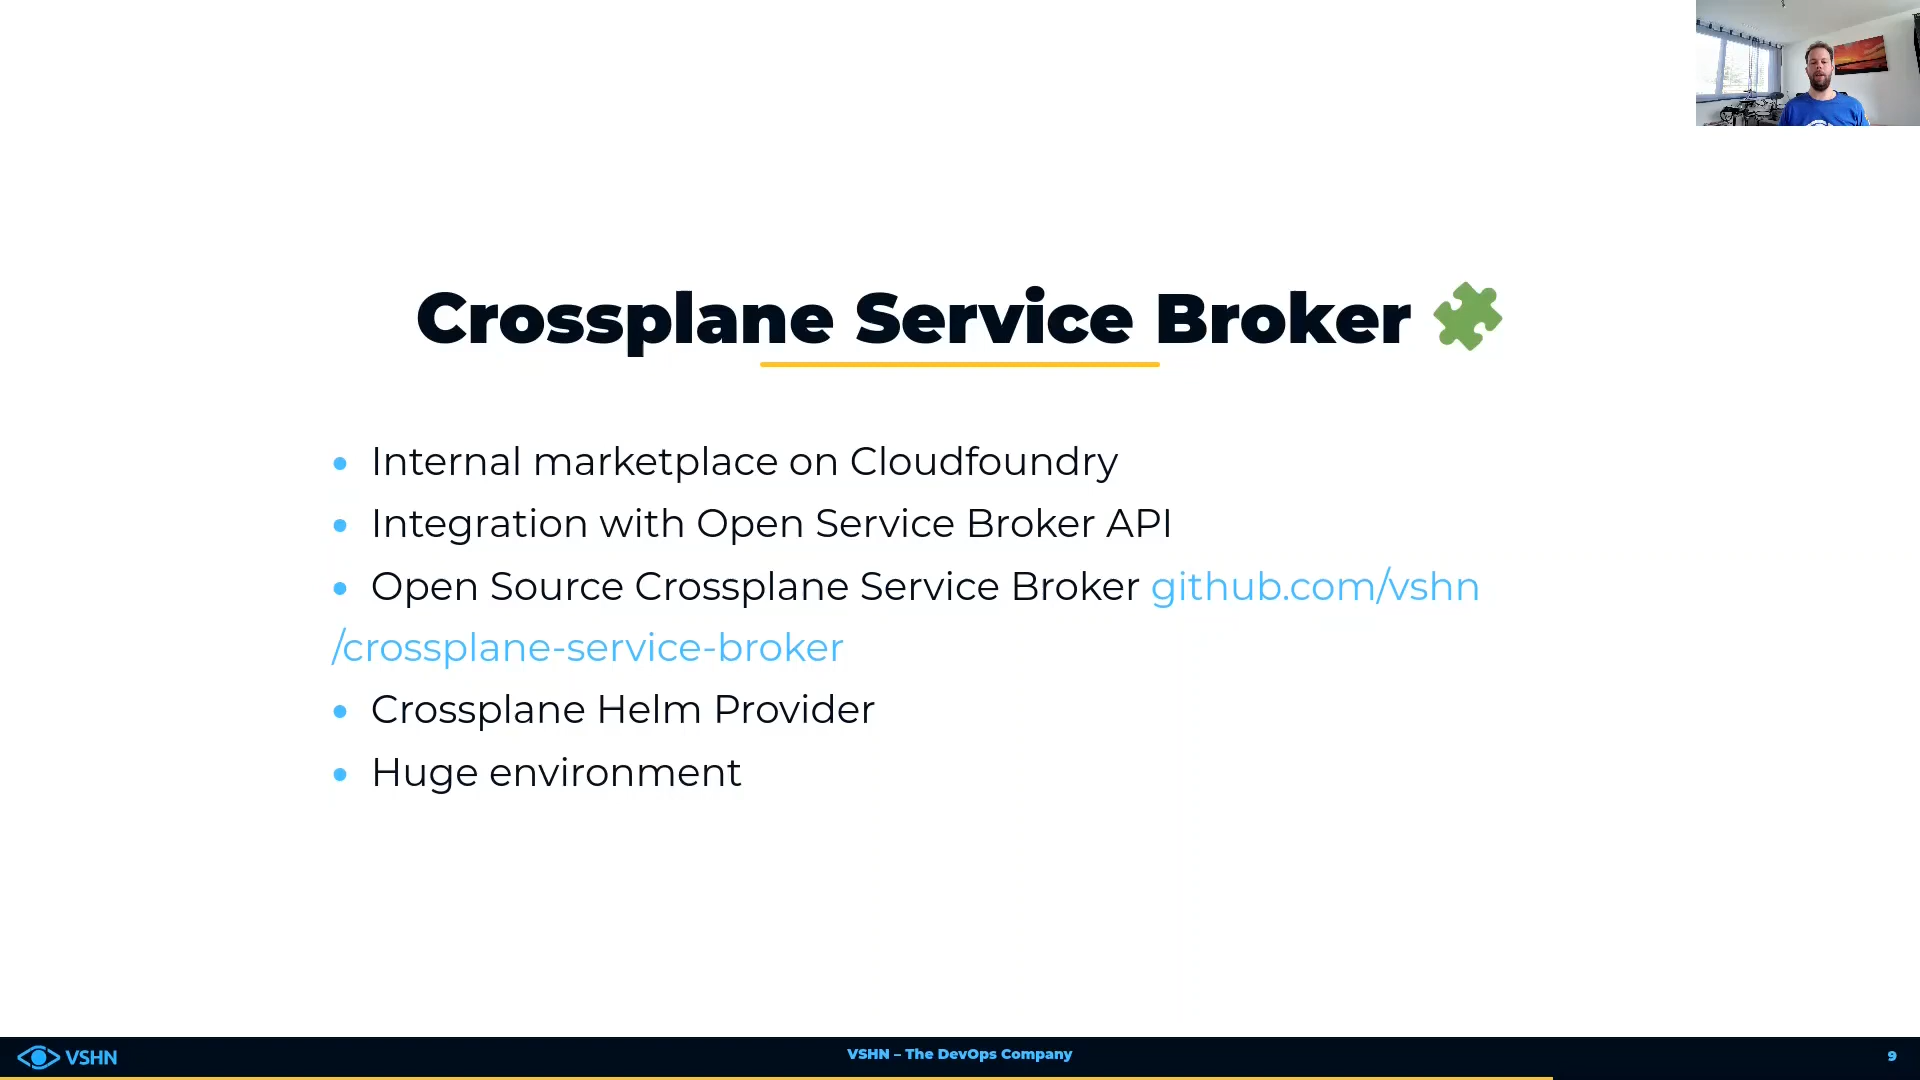 Crossplane Service Broker
Internal marketplace on Cloudfoundry
Integration with Open Service Broker API
Open Source Crossplane Service Broker github.com/vshn
/crossplane-service-broker
Crossplane Helm Provider
Huge environment
VSHN
VSHN – The DevOps Company
9